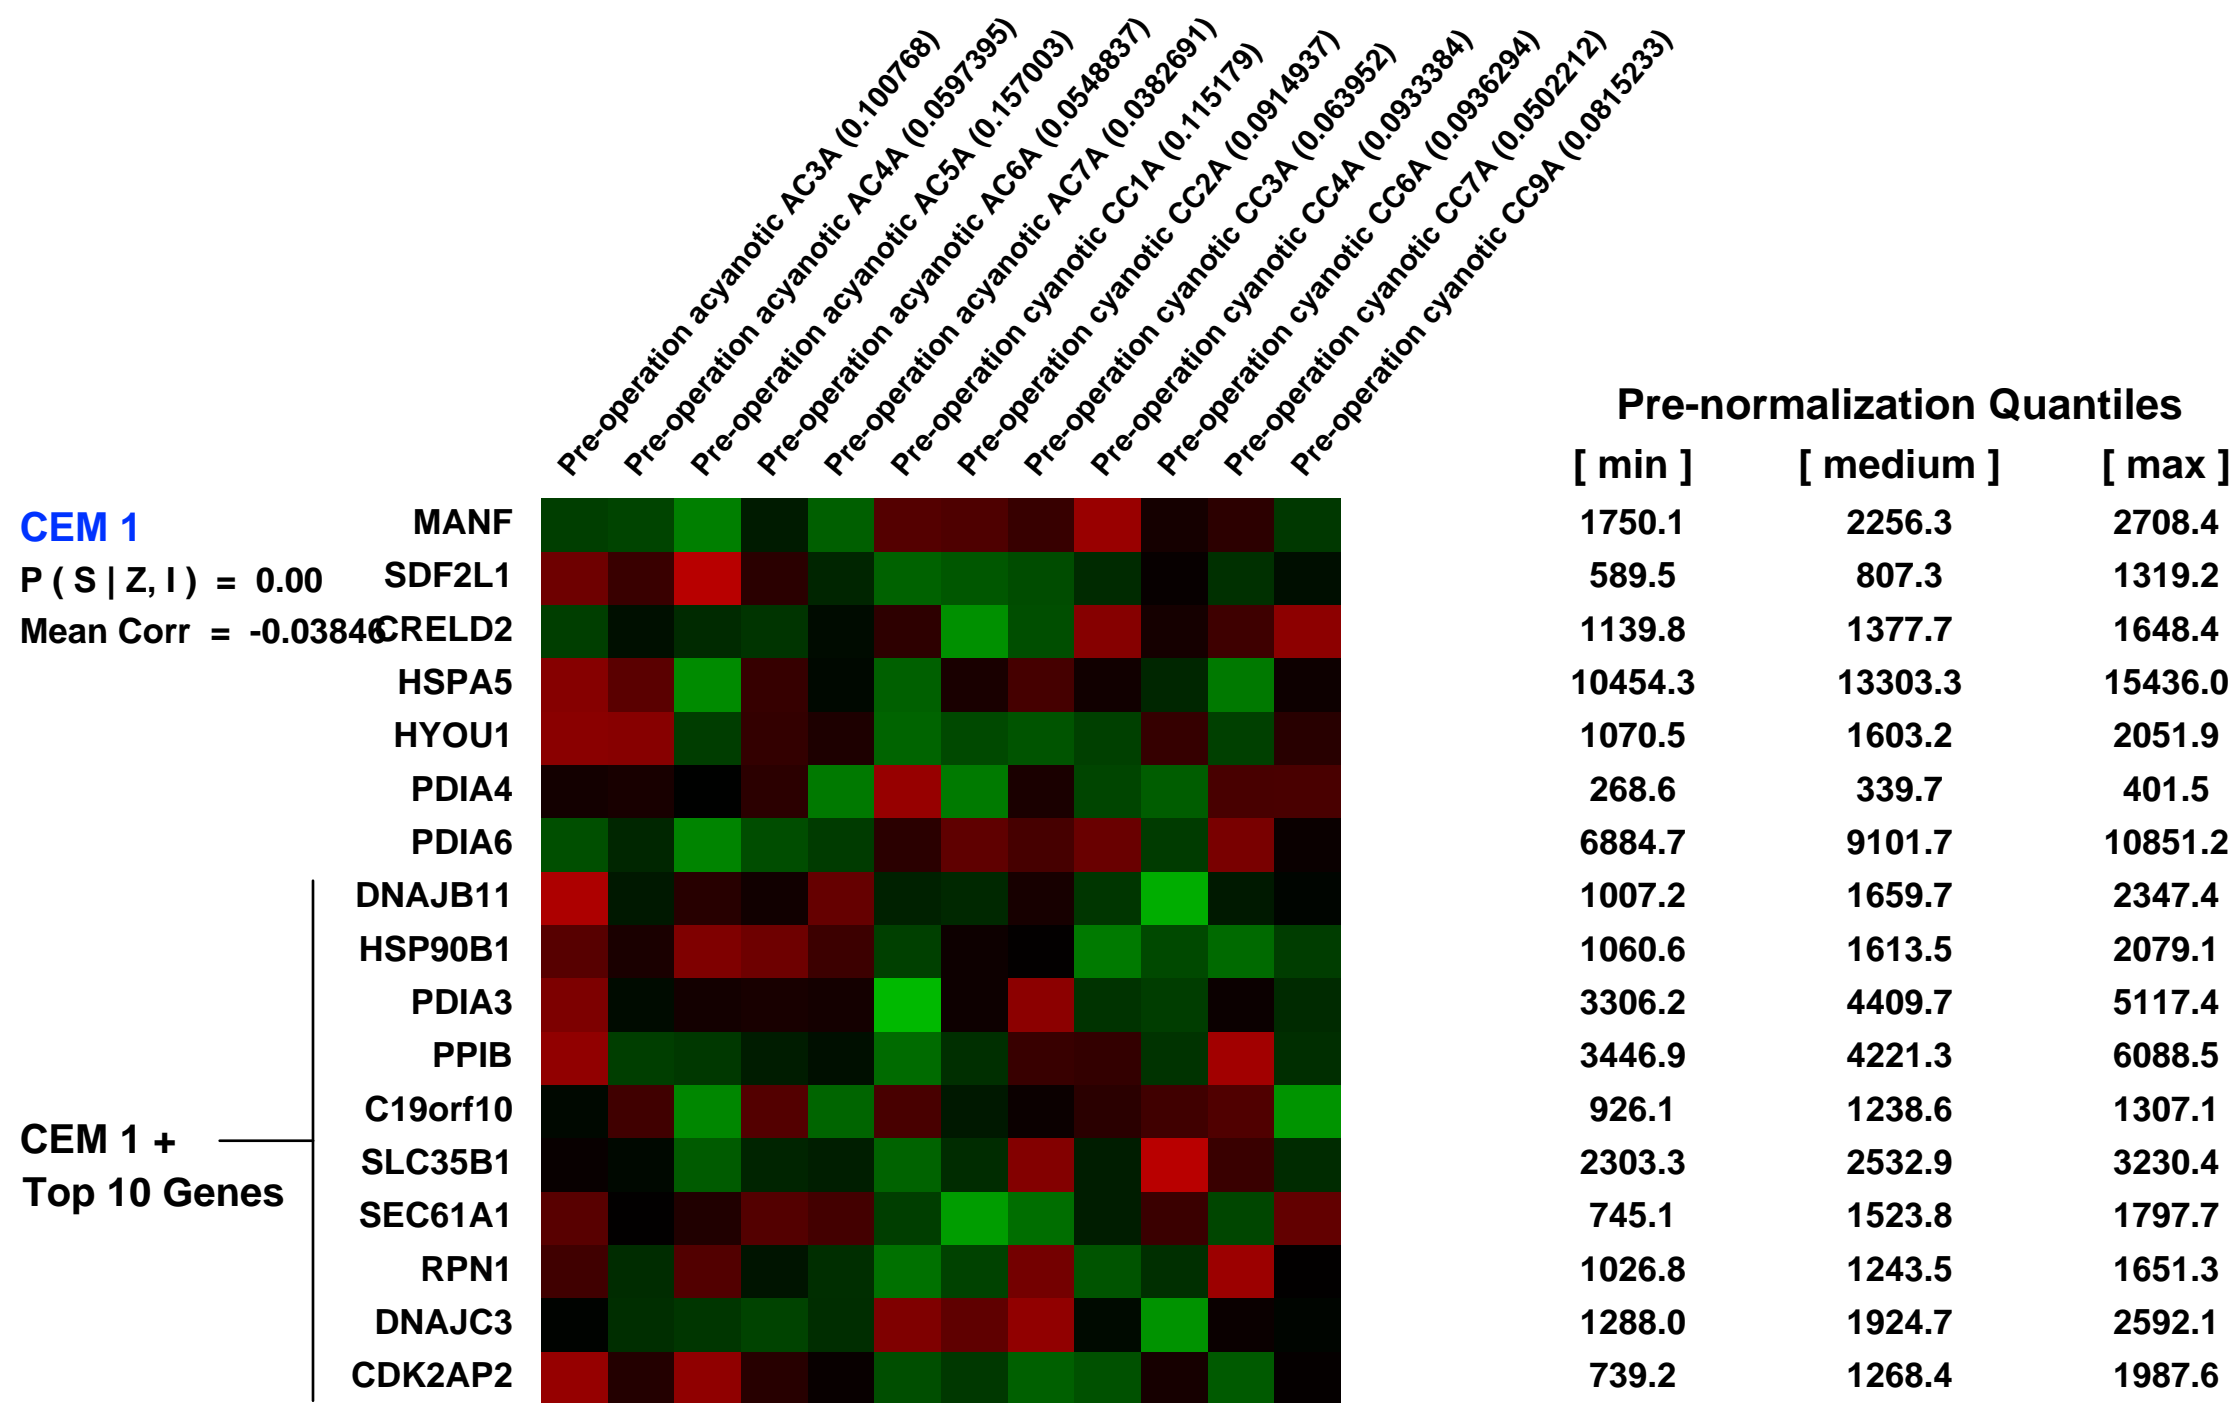 Pre-operation acyanotic AC3A (0.100768)
Pre-operation acyanotic AC4A (0.0597395)
Pre-operation acyanotic AC5A (0.157003)
Pre-operation acyanotic AC6A (0.0548837)
Pre-operation acyanotic AC7A (0.0382691)
Pre-operation cyanotic CC1A (0.115179)
Pre-operation cyanotic CC2A (0.0914937)
Pre-operation cyanotic CC3A (0.063952)
Pre-operation cyanotic CC4A (0.0933384)
Pre-operation cyanotic CC6A (0.0936294)
Pre-operation cyanotic CC7A (0.0502212)
Pre-operation cyanotic CC9A (0.0815233)
Pre-normalization Quantiles
[ min ] [ medium ] [ max ]
CEM 1 MANF 1750.1 2256.3 2708.4
P ( S | Z, I ) = 0.00 SDF2L1 589.5 807.3 1319.2
Mean Corr = -0.03846 CRELD2 1139.8 1377.7 1648.4
HSPA5 10454.3 13303.3 15436.0
HYOU1 1070.5 1603.2 2051.9
PDIA4 268.6 339.7 401.5
PDIA6 6884.7 9101.7 10851.2
DNAJB11 1007.2 1659.7 2347.4
HSP90B1 1060.6 1613.5 2079.1
PDIA3 3306.2 4409.7 5117.4
PPIB 3446.9 4221.3 6088.5
C19orf10 926.1 1238.6 1307.1
CEM 1 +
SLC35B1 2303.3 2532.9 3230.4
Top 10 Genes
SEC61A1 745.1 1523.8 1797.7
RPN1 1026.8 1243.5 1651.3
DNAJC3 1288.0 1924.7 2592.1
CDK2AP2 739.2 1268.4 1987.6